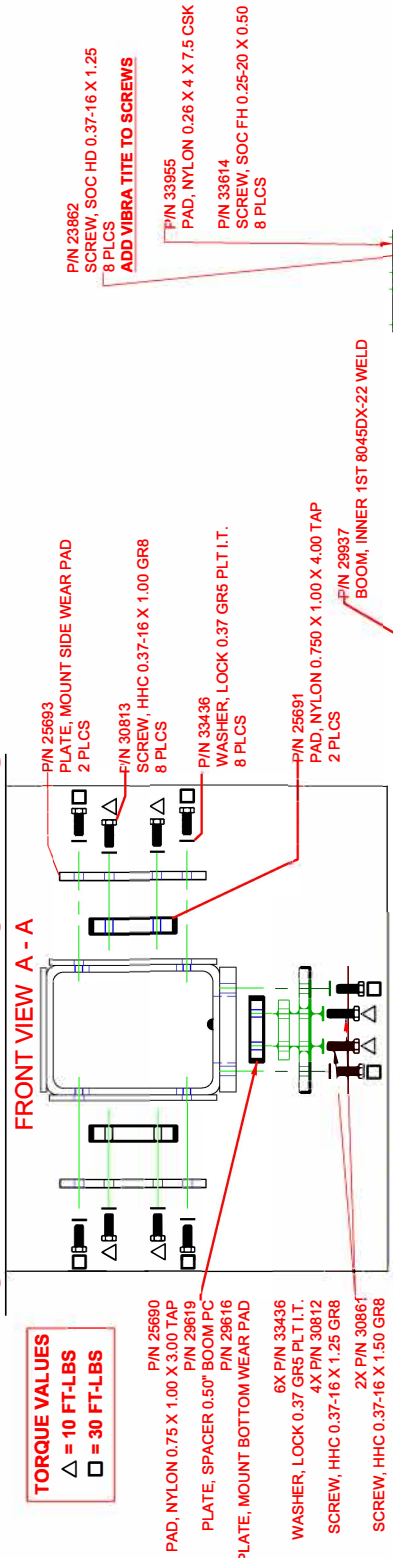 TORQUE VALUES
= 10 FT-LBS
= 30 FT-LBS
FRONT VIEW A - A
P/N 25693
PLATE, MOUNT SIDE WEAR PAD
2 PLCS
P/N 30813
SCREW, HHC 0.37-16 X 1.00 GR8
8 PLCS
P/N 33436
WASHER, LOCK 0.37 GR5 PLT I.T.
8 PLCS
P/N 25691
PAD, NYLON 0.750 X 1.00 X 4.00 TAP
2 PLCS
P/N 25690
PAD, NYLON 0.75 X 1.00 X 3.00 TAP
P/N 29619
PLATE, SPACER 0.50" BOOM PC
P/N 29616
PLATE, MOUNT BOTTOM WEAR PAD
6X P/N 33436
WASHER, LOCK 0.37 GR5 PLT I.T.
4X P/N 30812
SCREW, HHC 0.37-16 X 1.25 GR8
2X P/N 30861
SCREW, HHC 0.37-16 X 1.50 GR8
P/N 23862
SCREW, SOC HD 0.37-16 X 1.25
8 PLCS
ADD VIBRA TITE TO SCREWS
P/N 33955
PAD, NYLON 0.26 X 4 X 7.5 CSK
P/N 33614
SCREW, SOC FH 0.25-20 X 0.50
8 PLCS
P/N 29937
BOOM, INNER 1ST 8045DX-22 WELD